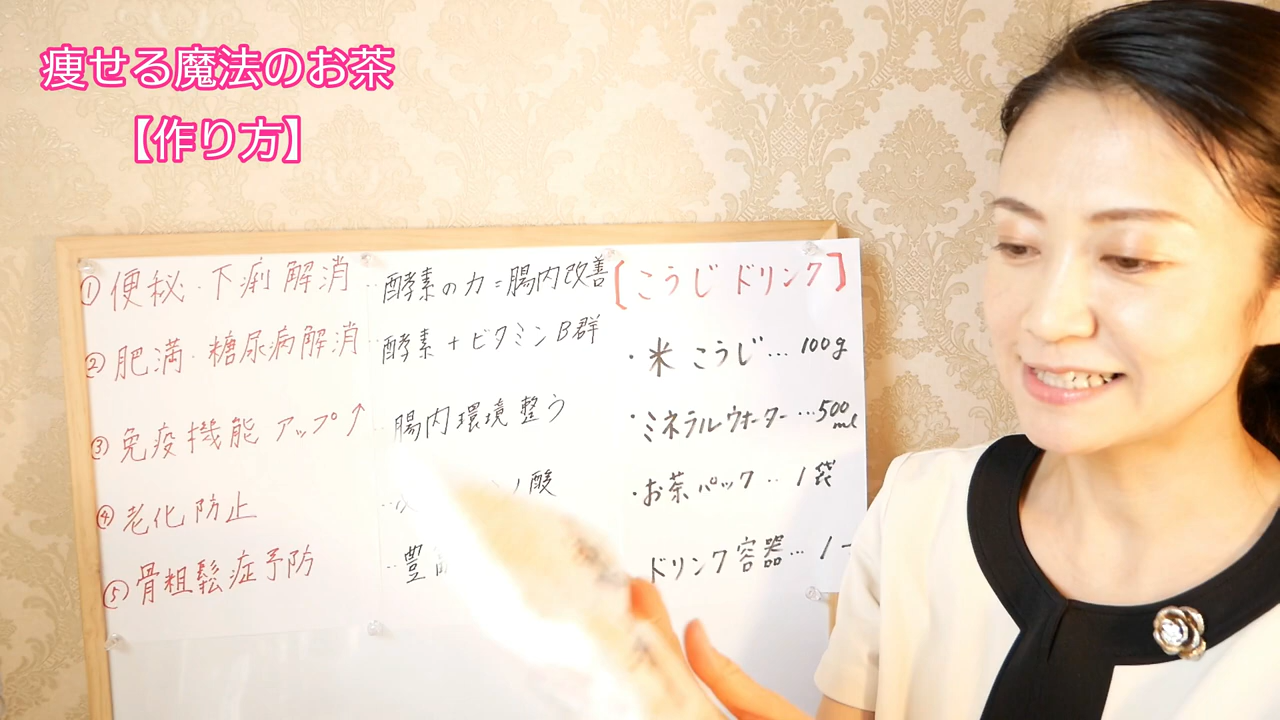 痩せる魔法のお茶
【作り方】
① 便秘・下痢解消 … 酵素の力=腸内改善
② 肥満・糖尿病解消 … 酵素+ビタミンB群
③ 免疫機能アップ↑ … 腸内環境整う
④ 老化防止 … 酸
⑤ 骨粗鬆症予防 … 豊
【こうじドリンク】
・米こうじ… 100g
・ミネラルウォーター…500ml
・お茶パック… 1袋
ドリンク容器… 1